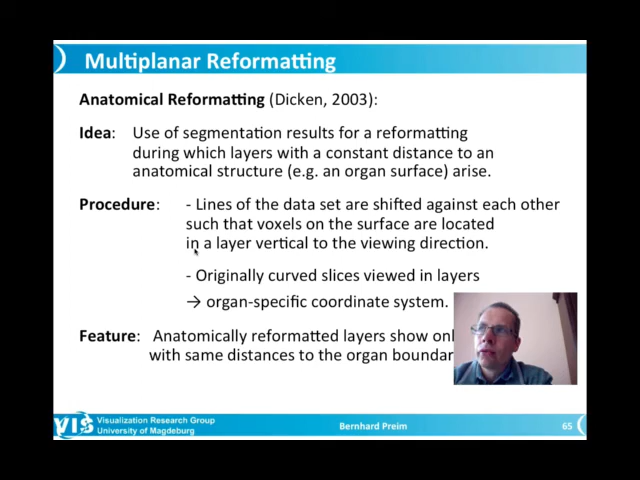 Multiplanar Reformatting
Anatomical Reformatting (Dicken, 2003):
Idea: Use of segmentation results for a reformatting
during which layers with a constant distance to an
anatomical structure (e.g. an organ surface) arise.
Procedure: - Lines of the data set are shifted against each other
such that voxels on the surface are located
in a layer vertical to the viewing direction.
- Originally curved slices viewed in layers
→ organ-specific coordinate system.
Feature: Anatomically reformatted layers show
with same distances to the organ
VIS
Visualization Research Group
University of Magdeburg
Bernhard Preim
65